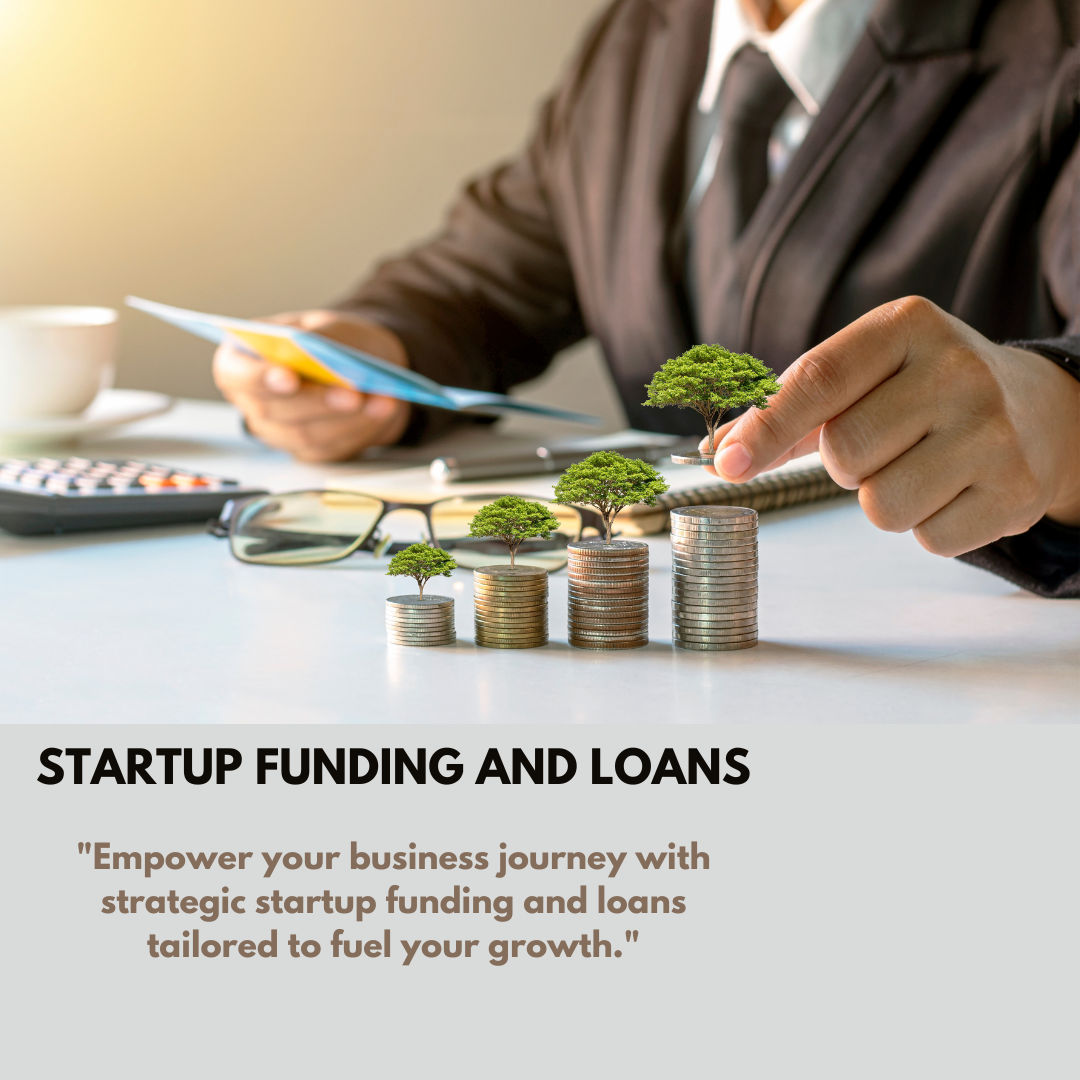 STARTUP FUNDING AND LOANS
"Empower your business journey with
strategic startup funding and loans
tailored to fuel your growth."